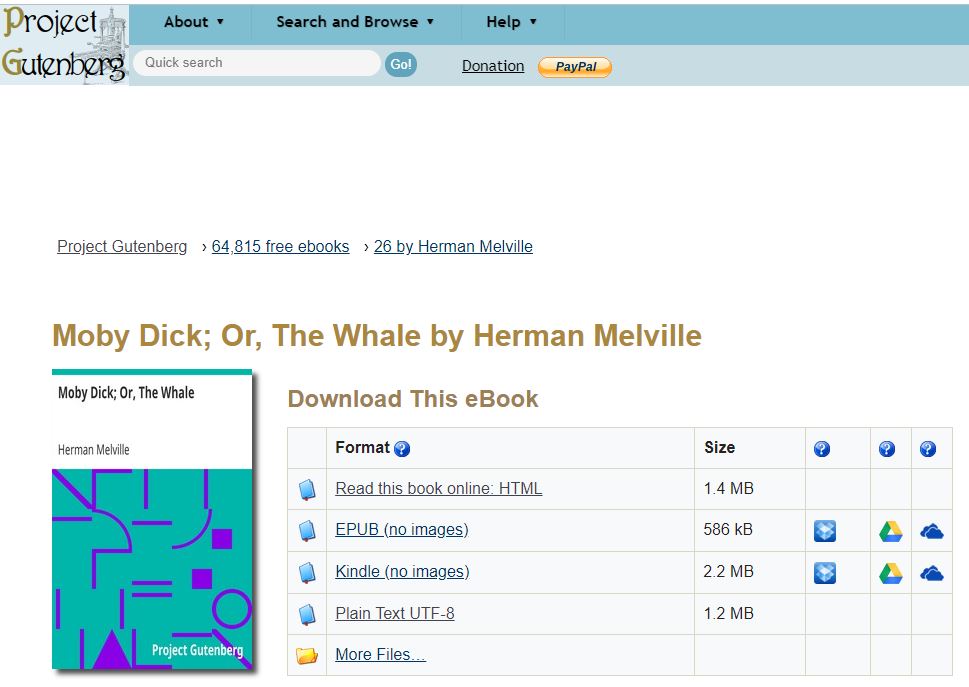 Project
Gutenberg
About ▼ Search and Browse ▼ Help ▼
Quick search Go! Donation PayPal
Project Gutenberg › 64,815 free ebooks › 26 by Herman Melville
Moby Dick; Or, The Whale by Herman Melville
Moby Dick; Or, The Whale
Herman Melville
Project Gutenberg
Download This eBook
Format ? Size ? ? ?
Read this book online: HTML 1.4 MB
EPUB (no images) 586 kB
Kindle (no images) 2.2 MB
Plain Text UTF-8 1.2 MB
More Files…